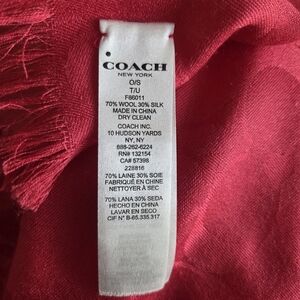 COACH
NEW YORK
O/S
T/U
F86011
70% WOOL 30% SILK
MADE IN CHINA
DRY CLEAN
COACH INC.
10 HUDSON YARDS
NY, NY
888-262-6224
RN# 132154
CA# 57398
228816
70% LAINE 30% SOIE
FABRIQUÉ EN CHINE
NETTOYER À SEC
70% LANA 30% SEDA
HECHO EN CHINA
LAVAR EN SECO
CIF N° B-65.335.317